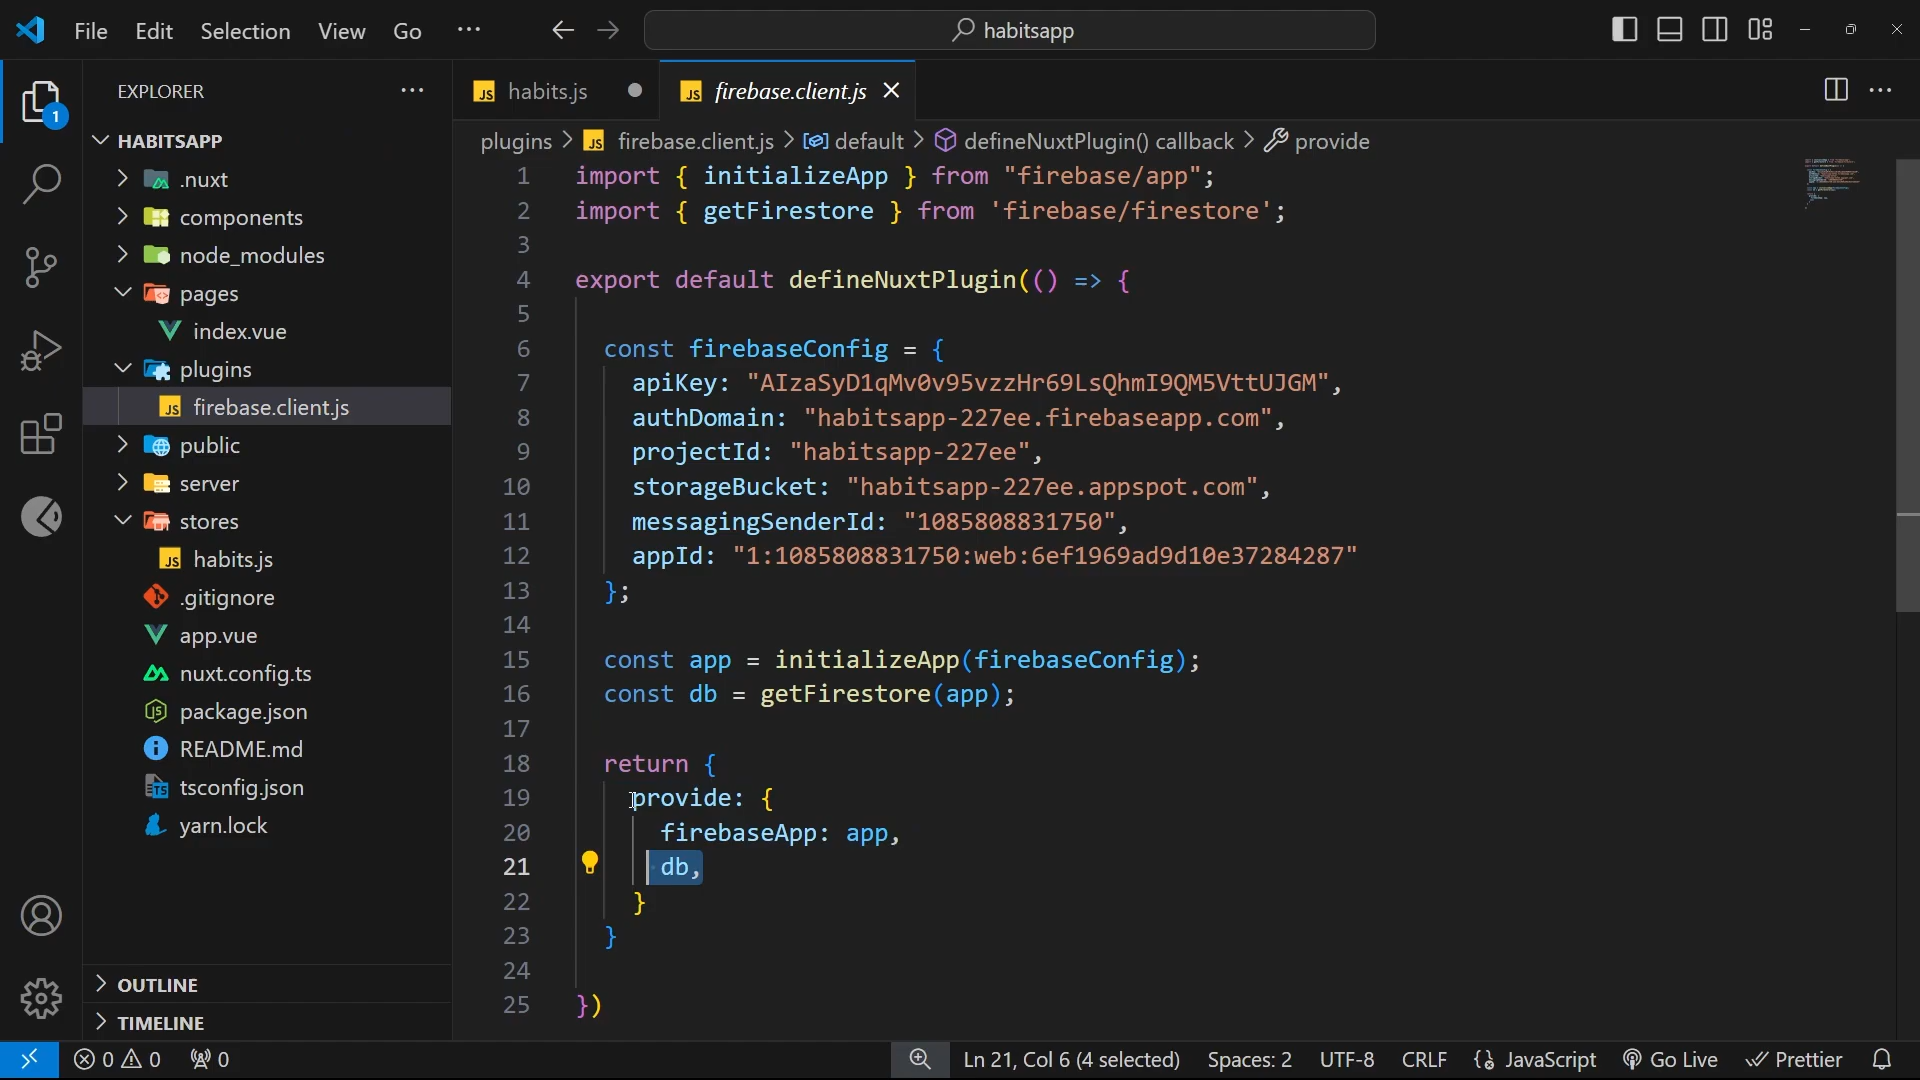 File Edit Selection View Go ··· habitsapp
EXPLORER
HABITSAPP
.nuxt
components
node_modules
pages
index.vue
plugins
firebase.client.js
public
server
stores
habits.js
.gitignore
app.vue
nuxt.config.ts
package.json
README.md
tsconfig.json
yarn.lock
OUTLINE
TIMELINE
1
habits.js
firebase.client.js
plugins > firebase.client.js > default > defineNuxtPlugin() callback > provide
1 import { initializeApp } from "firebase/app";
2 import { getFirestore } from 'firebase/firestore';
3
4 export default defineNuxtPlugin(() => {
5
6 const firebaseConfig = {
7 apiKey: "AIzaSyD1qMv0v95vzzHr69LsQhmI9QM5VttUJGM",
8 authDomain: "habitsapp-227ee.firebaseapp.com",
9 projectId: "habitsapp-227ee",
10 storageBucket: "habitsapp-227ee.appspot.com",
11 messagingSenderId: "1085808831750",
12 appId: "1:1085808831750:web:6ef1969ad9d10e37284287"
13 };
14
15 const app = initializeApp(firebaseConfig);
16 const db = getFirestore(app);
17
18 return {
19 provide: {
20 firebaseApp: app,
21 db,
22 }
23 }
24
25 })
0 0 0 Ln 21, Col 6 (4 selected) Spaces: 2 UTF-8 CRLF JavaScript Go Live Prettier